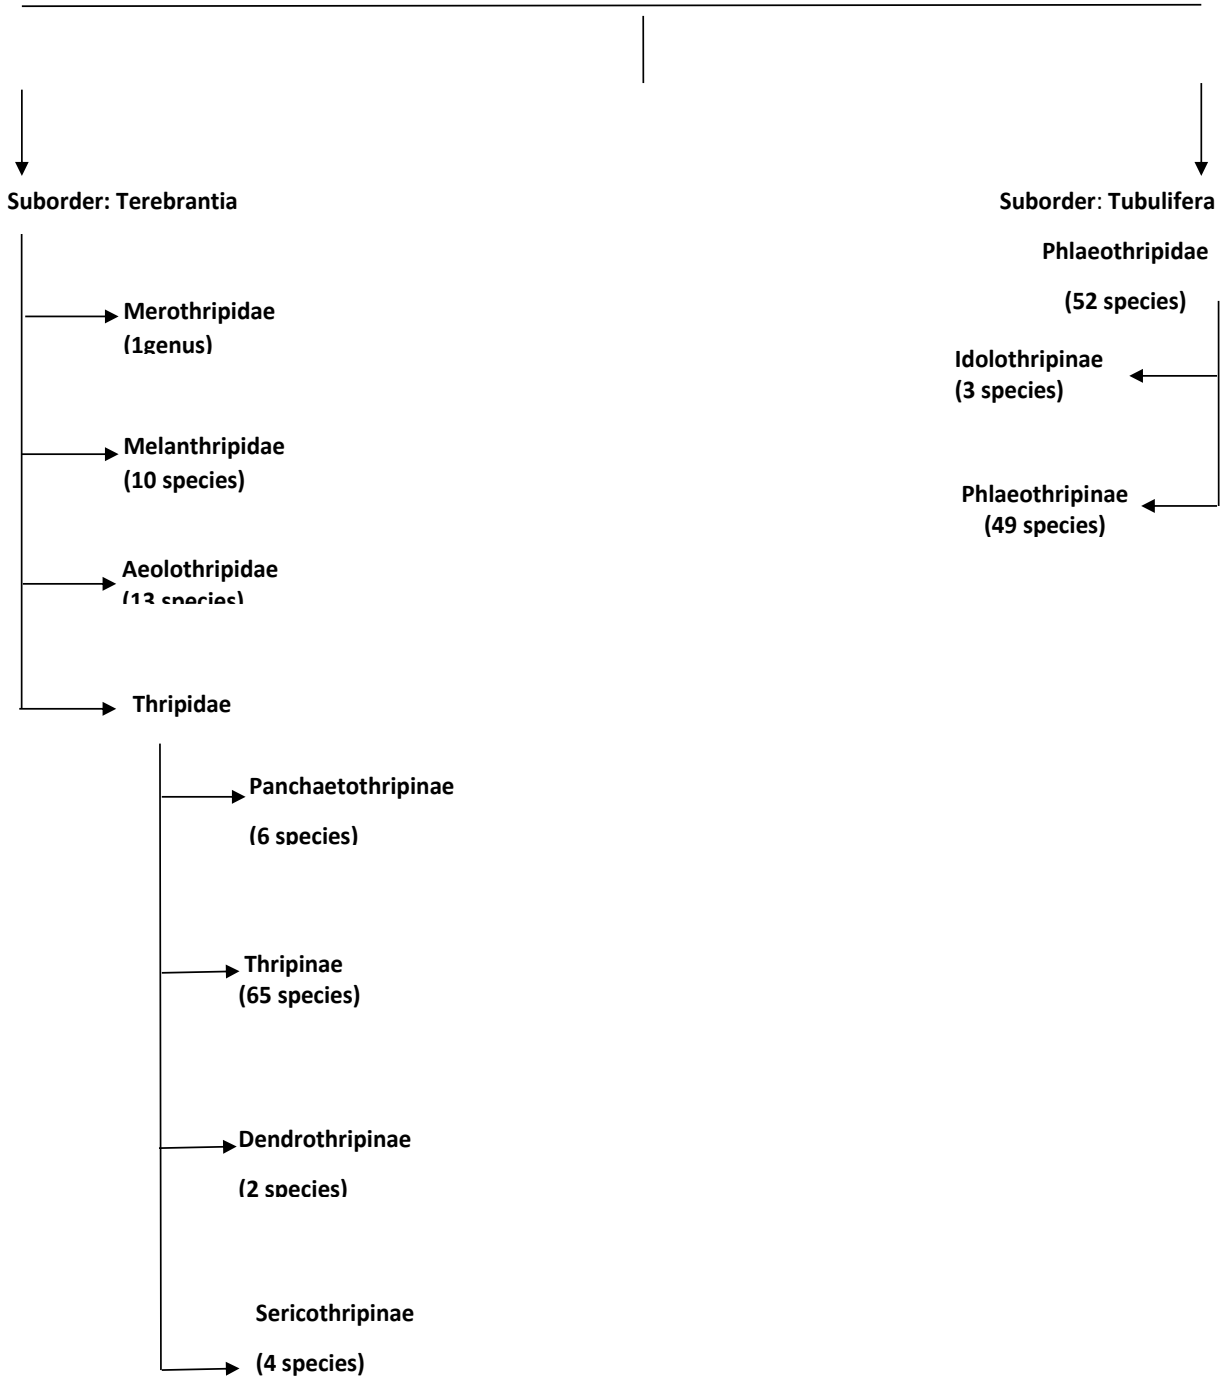 Suborder: Terebrantia
Merothripidae
(1genus)
Melanthripidae
(10 species)
Aeolothripidae
(13 species)
Thripidae
Panchaetothripinae
(6 species)
Thripinae
(65 species)
Dendrothripinae
(2 species)
Sericothripinae
(4 species)
Suborder: Tubulifera
Phlaeothripidae
(52 species)
Idolothripinae
(3 species)
Phlaeothripinae
(49 species)